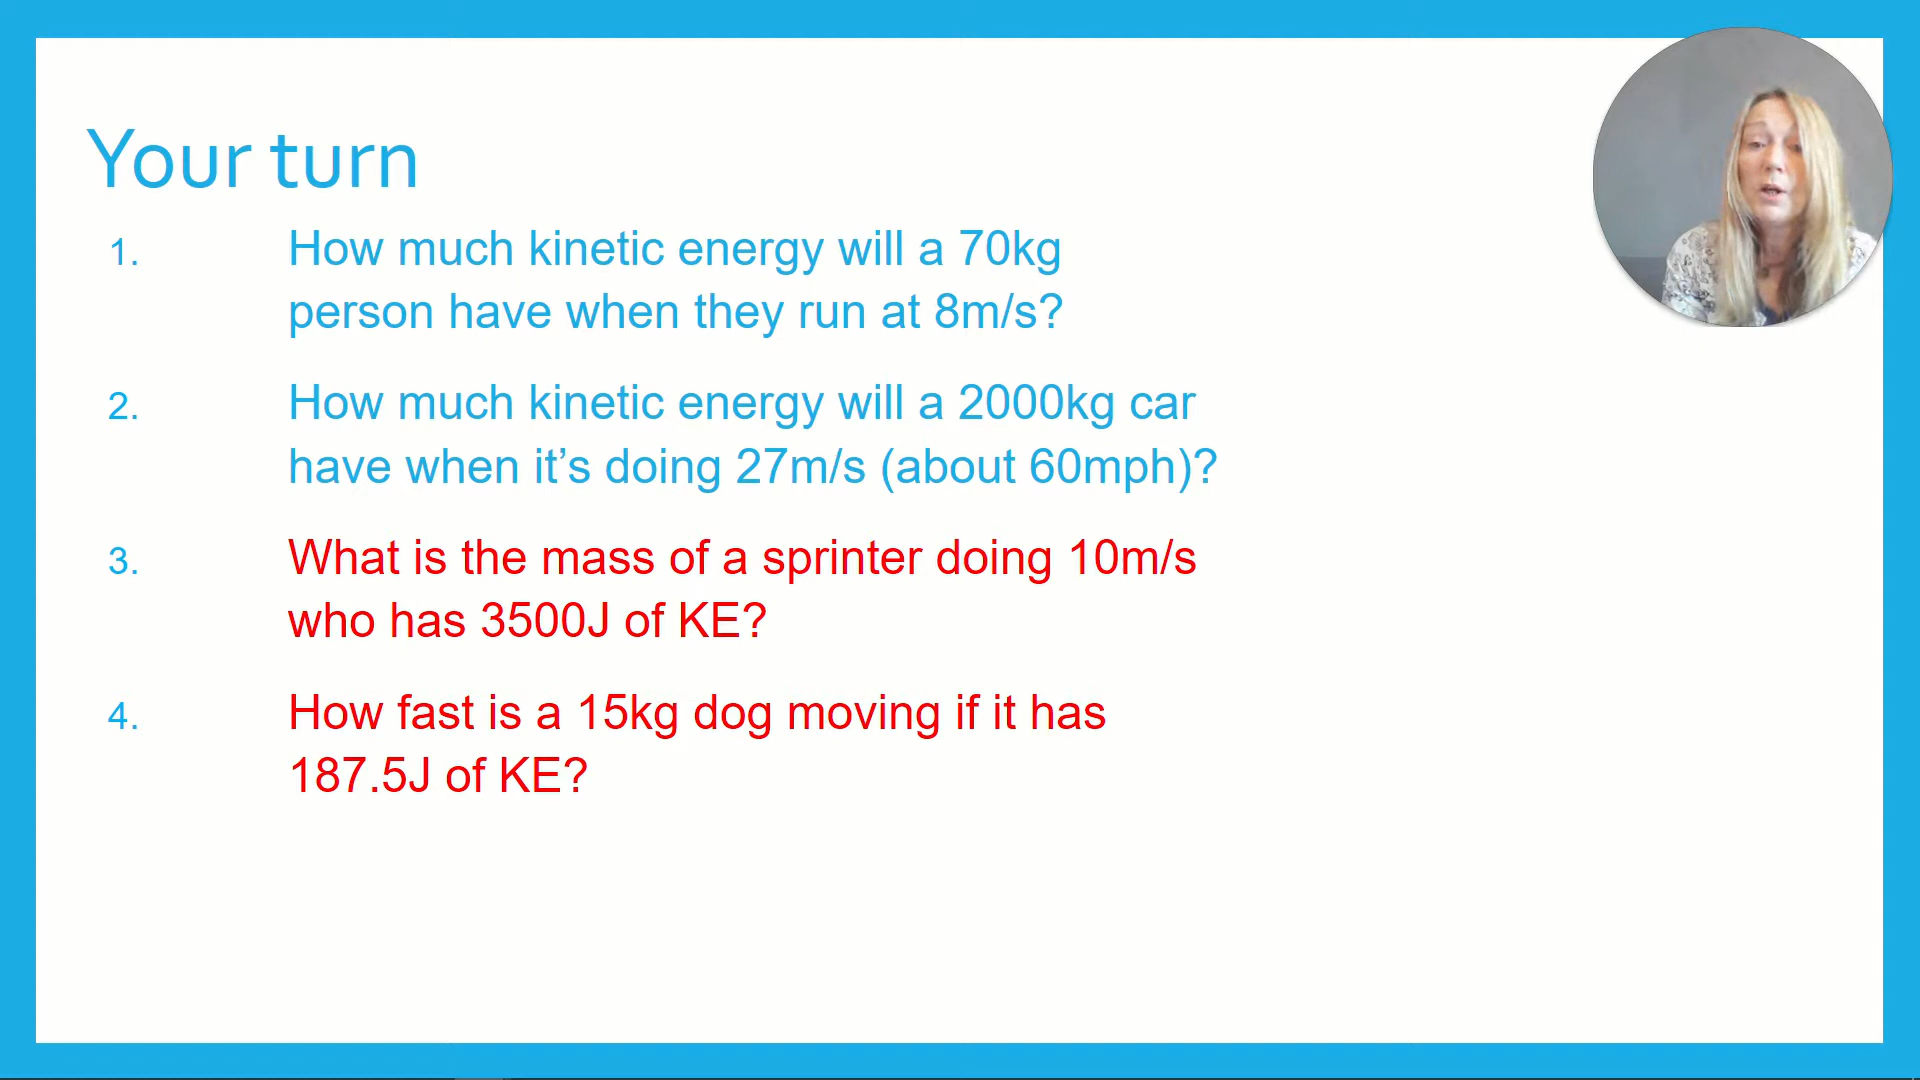 Your turn
1. How much kinetic energy will a 70kg
person have when they run at 8m/s?
2. How much kinetic energy will a 2000kg car
have when it’s doing 27m/s (about 60mph)?
3. What is the mass of a sprinter doing 10m/s
who has 3500J of KE?
4. How fast is a 15kg dog moving if it has
187.5J of KE?